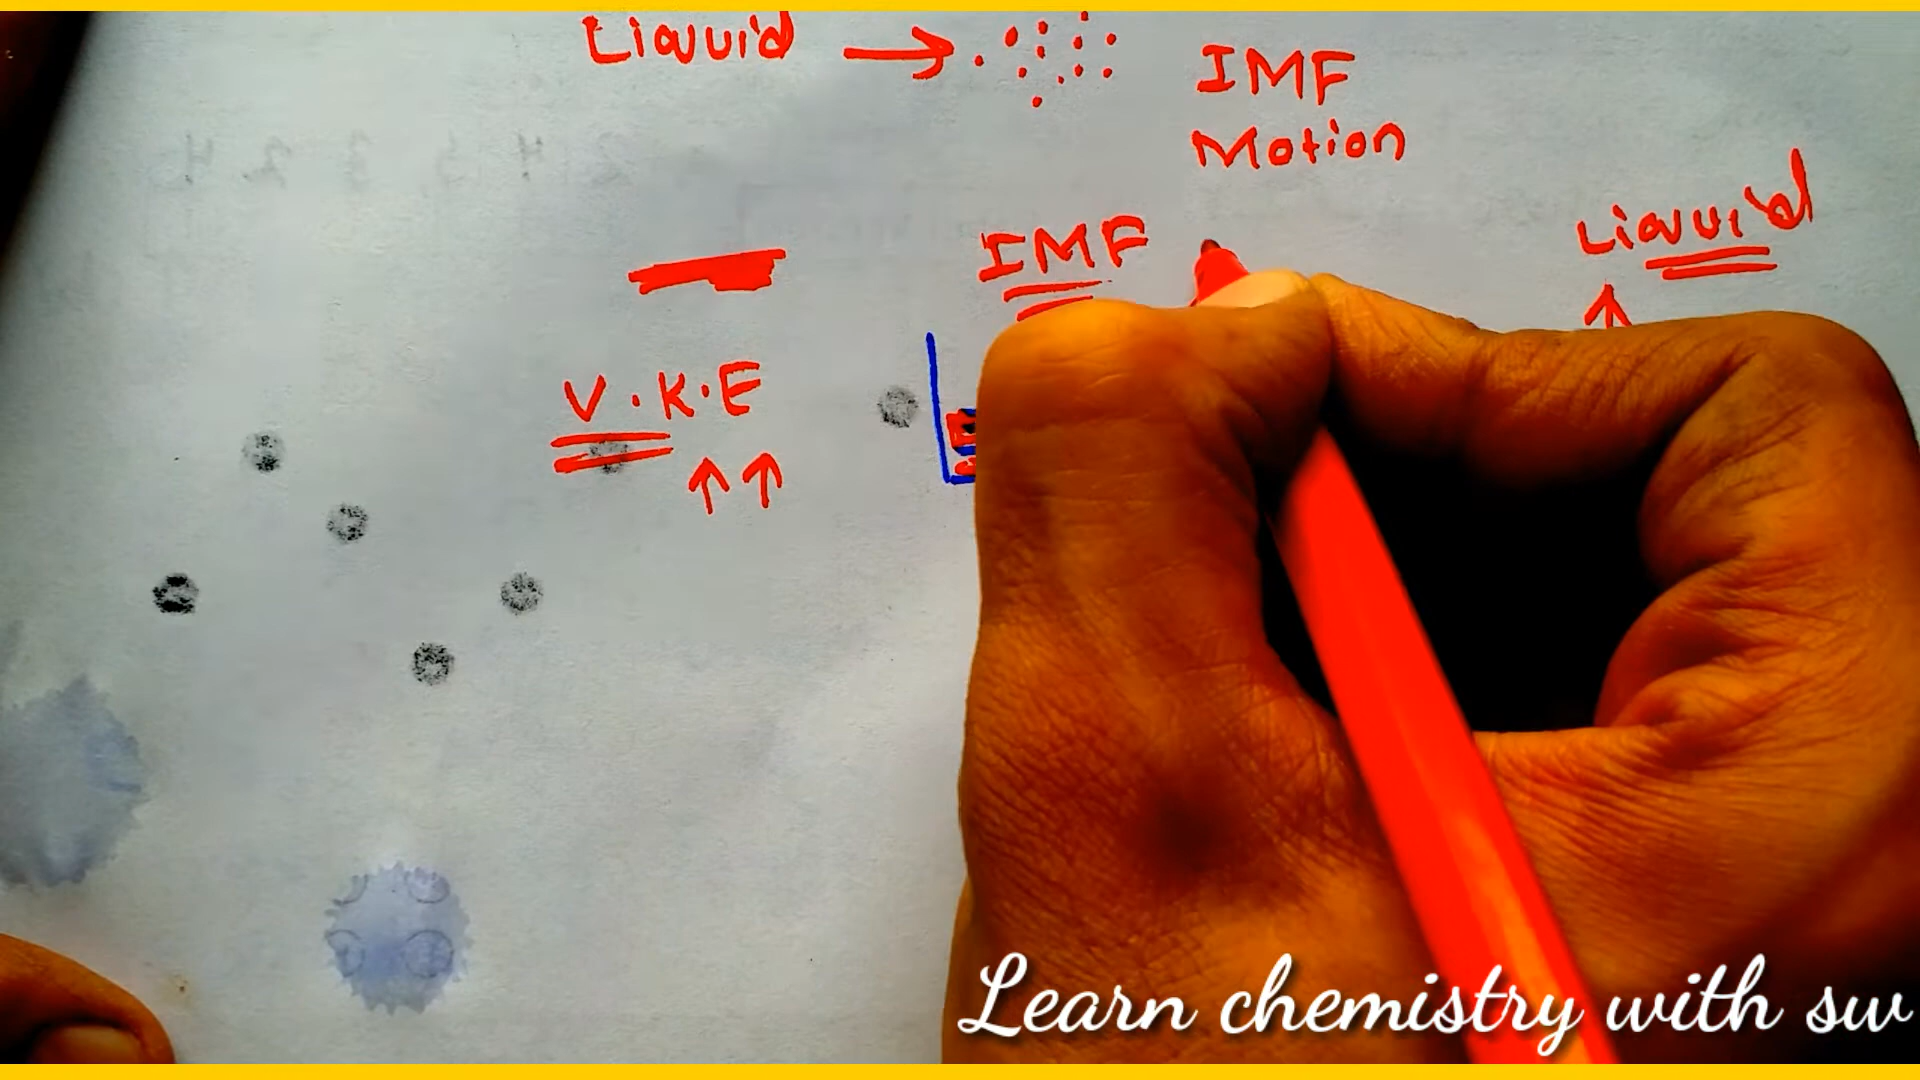 Liquid → IMF
Motion
IMF
Liquid
↑
V.K.E
↑↑
Learn chemistry with sw